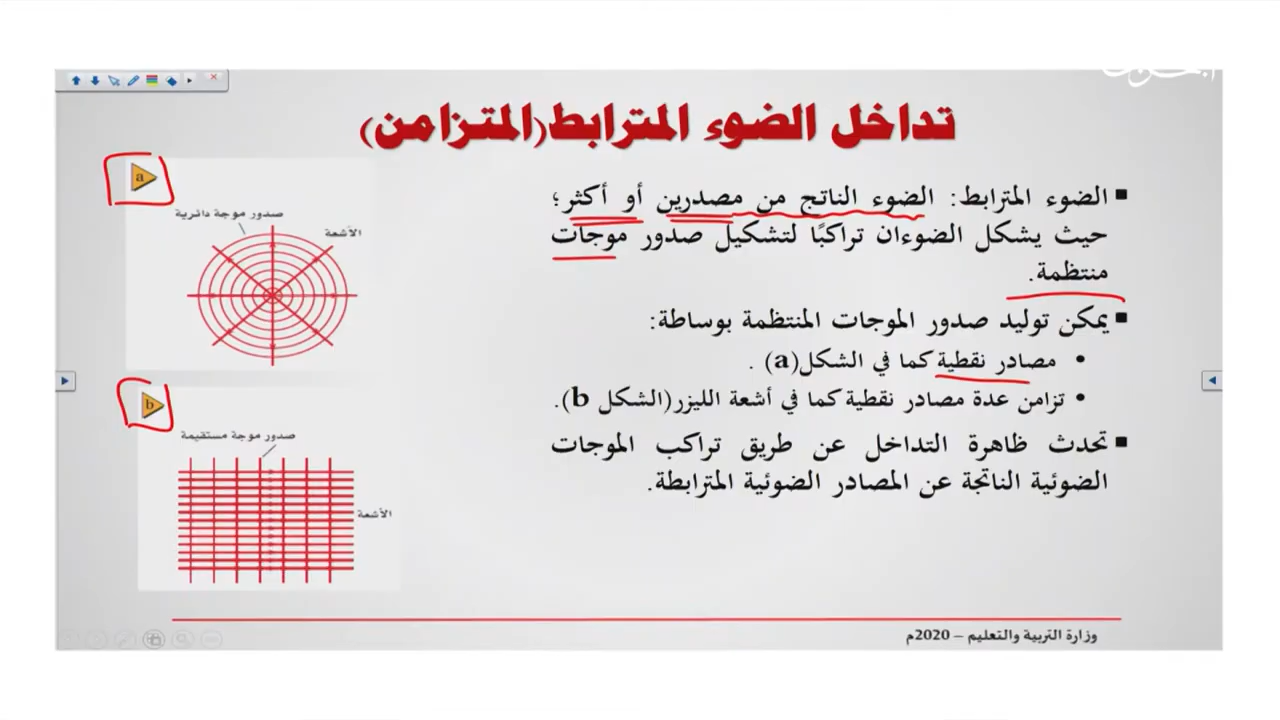 تداخل الضوء المترابط(المتزامن)
الضوء المترابط: الضوء الناتج من مصدرين أو أكثر؛
حيث يشكل الضوءان تراكبًا لتشكيل صدور موجات
منتظمة.
يمكن توليد صدور الموجات المنتظمة بوساطة:
• مصادر نقطية كما في الشكل(a) .
• تزامن عدة مصادر نقطية كما في أشعة الليزر(الشكل b).
تحدث ظاهرة التداخل عن طريق تراكب الموجات
الضوئية الناتجة عن المصادر الضوئية المترابطة.
a
صدور موجة دائرية
الأشعة
b
صدور موجة مستقيمة
الأشعة
وزارة التربية والتعليم – 2020م